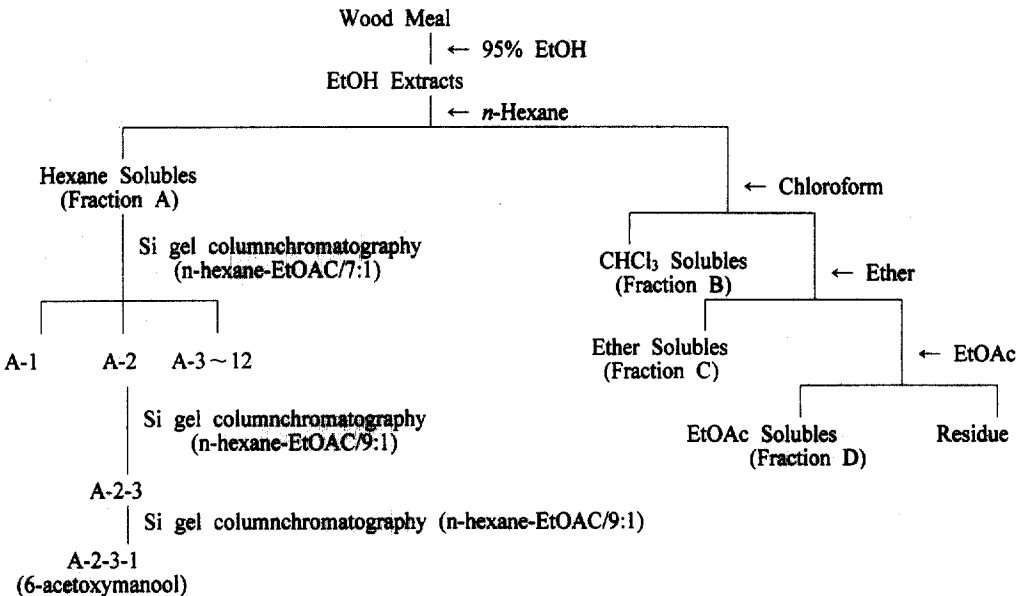 Wood Meal
← 95% EtOH
EtOH Extracts
← n-Hexane
Hexane Solubles
(Fraction A)
← Chloroform
Si gel columnchromatography
(n-hexane-EtOAC/7:1)
CHCl₃ Solubles
(Fraction B)
← Ether
A-1 A-2 A-3~12
Ether Solubles
(Fraction C)
← EtOAc
Si gel columnchromatography
(n-hexane-EtOAC/9:1)
EtOAc Solubles
(Fraction D)
Residue
A-2-3
Si gel columnchromatography (n-hexane-EtOAC/9:1)
A-2-3-1
(6-acetoxymanool)